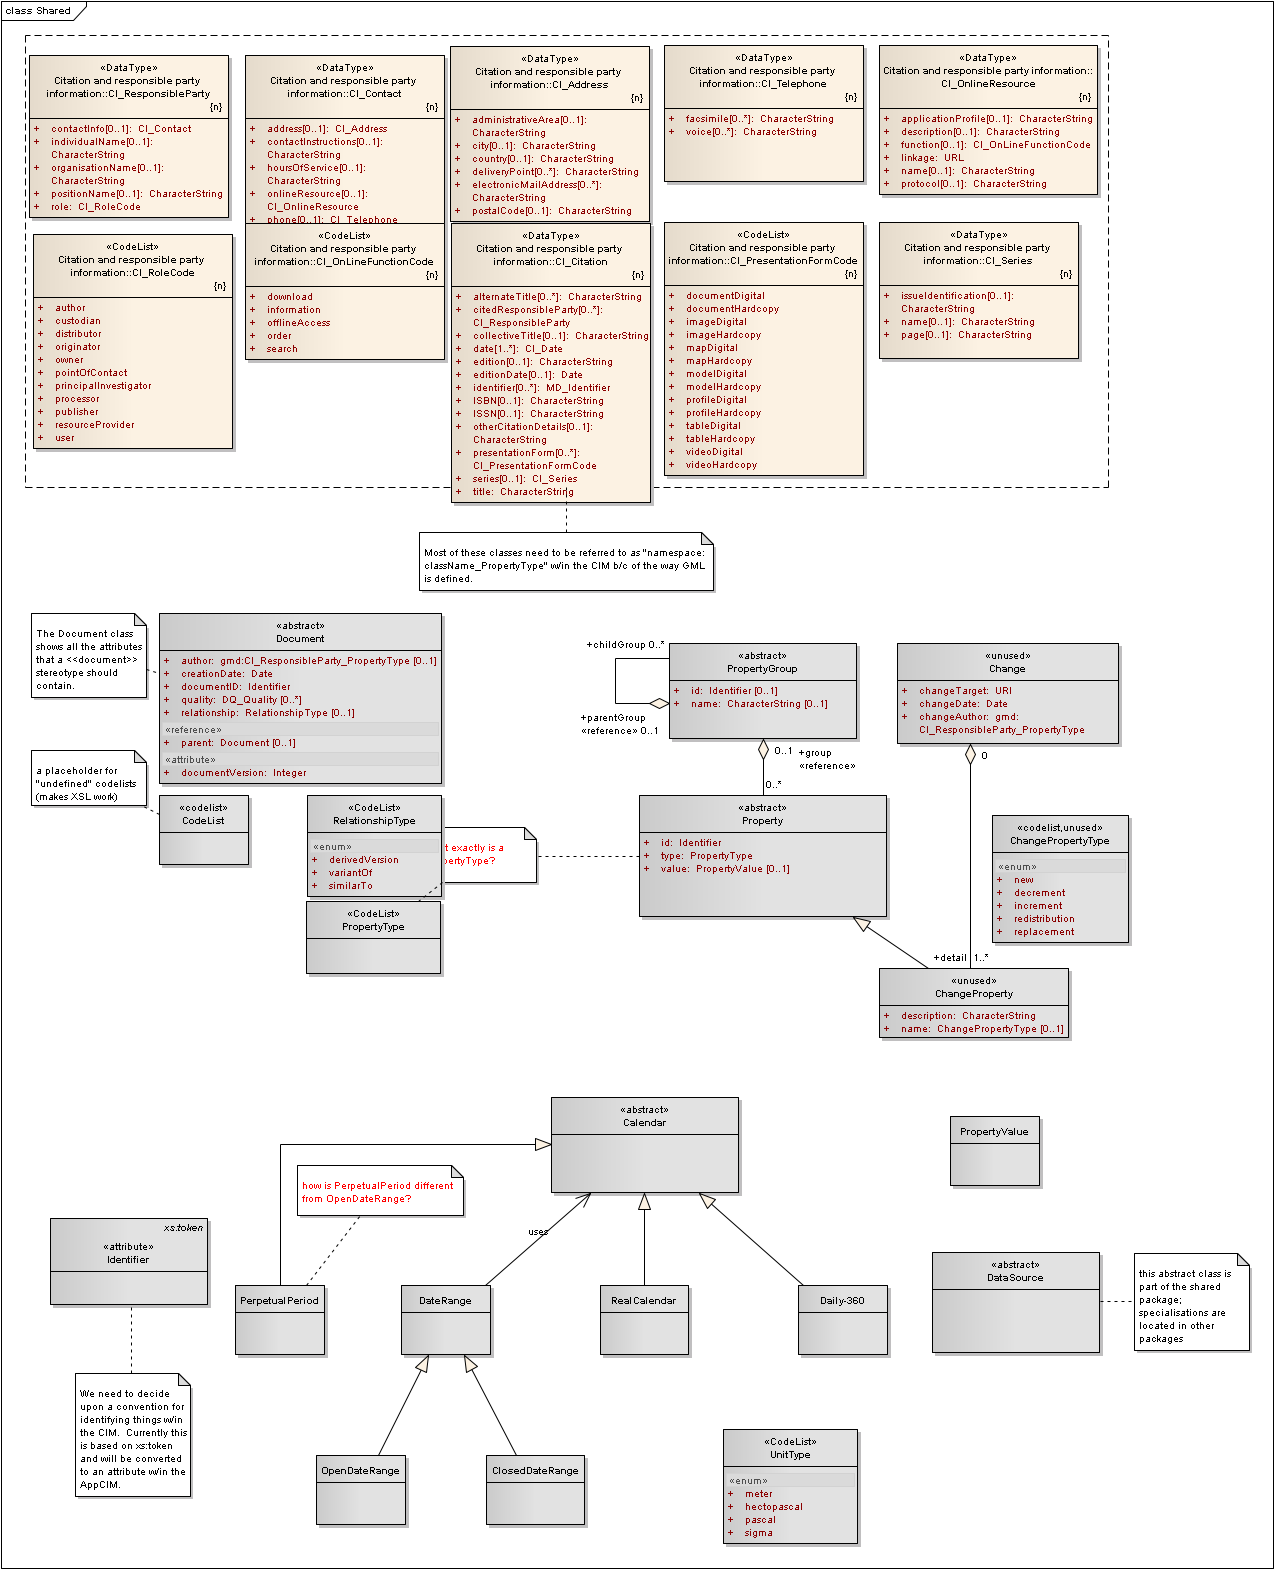 class Shared
«DataType»
Citation and responsible party
information::CI_ResponsibleParty
{n}
+ contactInfo[0..1]: CI_Contact
+ individualName[0..1]:
CharacterString
+ organisationName[0..1]:
CharacterString
+ positionName[0..1]: CharacterString
+ role: CI_RoleCode
«DataType»
Citation and responsible party
information::CI_Contact
{n}
+ address[0..1]: CI_Address
+ contactInstructions[0..1]:
CharacterString
+ hoursOfService[0..1]:
CharacterString
+ onlineResource[0..1]:
CI_OnlineResource
+ phone[0..1]: CI_Telephone
«DataType»
Citation and responsible party
information::CI_Address
{n}
+ administrativeArea[0..1]:
CharacterString
+ city[0..1]: CharacterString
+ country[0..1]: CharacterString
+ deliveryPoint[0..*]: CharacterString
+ electronicMailAddress[0..*]:
CharacterString
+ postalCode[0..1]: CharacterString
«DataType»
Citation and responsible party
information::CI_Telephone
{n}
+ facsimile[0..*]: CharacterString
+ voice[0..*]: CharacterString
«DataType»
Citation and responsible party information::
CI_OnlineResource
{n}
+ applicationProfile[0..1]: CharacterString
+ description[0..1]: CharacterString
+ function[0..1]: CI_OnLineFunctionCode
+ linkage: URL
+ name[0..1]: CharacterString
+ protocol[0..1]: CharacterString
«CodeList»
Citation and responsible party
information::CI_RoleCode
{n}
+ author
+ custodian
+ distributor
+ originator
+ owner
+ pointOfContact
+ principalInvestigator
+ processor
+ publisher
+ resourceProvider
+ user
«CodeList»
Citation and responsible party
information::CI_OnLineFunctionCode
{n}
+ download
+ information
+ offlineAccess
+ order
+ search
«DataType»
Citation and responsible party
information::CI_Citation
{n}
+ alternateTitle[0..*]: CharacterString
+ citedResponsibleParty[0..*]:
CI_ResponsibleParty
+ collectiveTitle[0..1]: CharacterString
+ date[1..*]: CI_Date
+ edition[0..1]: CharacterString
+ editionDate[0..1]: Date
+ identifier[0..*]: MD_Identifier
+ ISBN[0..1]: CharacterString
+ ISSN[0..1]: CharacterString
+ otherCitationDetails[0..1]:
CharacterString
+ presentationForm[0..*]:
CI_PresentationFormCode
+ series[0..1]: CI_Series
+ title: CharacterString
«CodeList»
Citation and responsible party
information::CI_PresentationFormCode
{n}
+ documentDigital
+ documentHardcopy
+ imageDigital
+ imageHardcopy
+ mapDigital
+ mapHardcopy
+ modelDigital
+ modelHardcopy
+ profileDigital
+ profileHardcopy
+ tableDigital
+ tableHardcopy
+ videoDigital
+ videoHardcopy
«DataType»
Citation and responsible party
information::CI_Series
{n}
+ issueIdentification[0..1]:
CharacterString
+ name[0..1]: CharacterString
+ page[0..1]: CharacterString
Most of these classes need to be referred to as "namespace:
className_PropertyType" w/in the CIM b/c of the way GML
is defined.
The Document class
shows all the attributes
that a <<document>>
stereotype should
contain.
«abstract»
Document
+ author: gmd:CI_ResponsibleParty_PropertyType [0..1]
+ creationDate: Date
+ documentID: Identifier
+ quality: DQ_Quality [0..*]
+ relationship: RelationshipType [0..1]
«reference»
+ parent: Document [0..1]
«attribute»
+ documentVersion: Integer
+childGroup 0..*
+parentGroup
«reference» 0..1
«abstract»
PropertyGroup
+ id: Identifier [0..1]
+ name: CharacterString [0..1]
0..1
+group
«reference»
0..*
«unused»
Change
+ changeTarget: URI
+ changeDate: Date
+ changeAuthor: gmd:
CI_ResponsibleParty_PropertyType
0
a placeholder for
"undefined" codelists
(makes XSL work)
«codelist»
CodeList
«CodeList»
RelationshipType
«enum»
+ derivedVersion
+ variantOf
+ similarTo
t exactly is a
ertyType?
«CodeList»
PropertyType
«abstract»
Property
+ id: Identifier
+ type: PropertyType
+ value: PropertyValue [0..1]
«codelist,unused»
ChangePropertyType
«enum»
+ new
+ decrement
+ increment
+ redistribution
+ replacement
+detail 1..*
«unused»
ChangeProperty
+ description: CharacterString
+ name: ChangePropertyType [0..1]
«abstract»
Calendar
PropertyValue
how is PerpetualPeriod different
from OpenDateRange?
uses
xs:token
«attribute»
Identifier
PerpetualPeriod
DateRange
RealCalendar
Daily-360
«abstract»
DataSource
this abstract class is
part of the shared
package;
specialisations are
located in other
packages
We need to decide
upon a convention for
identifying things w/in
the CIM. Currently this
is based on xs:token
and will be converted
to an attribute w/in the
AppCIM.
OpenDateRange
ClosedDateRange
«CodeList»
UnitType
«enum»
+ meter
+ hectopascal
+ pascal
+ sigma